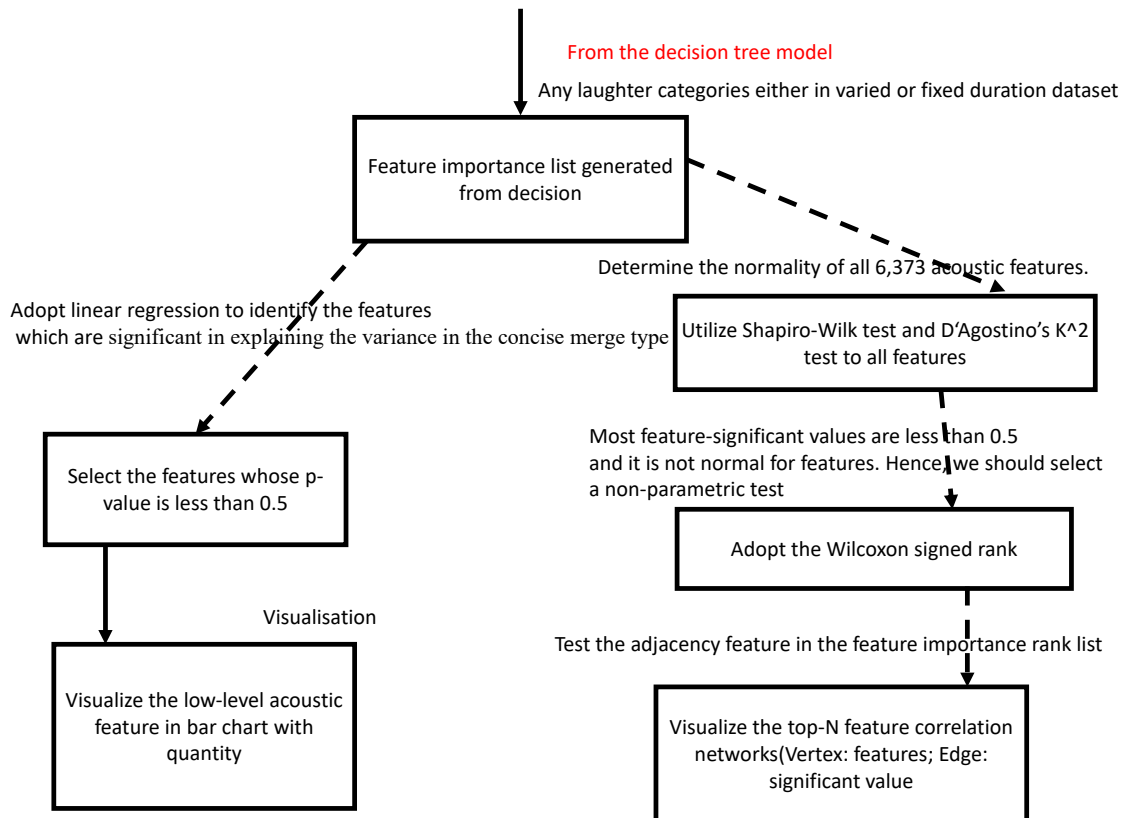 From the decision tree model
Any laughter categories either in varied or fixed duration dataset
Feature importance list generated
from decision
Determine the normality of all 6,373 acoustic features.
Adopt linear regression to identify the features
which are significant in explaining the variance in the concise merge type
Utilize Shapiro-Wilk test and D‘Agostino’s K^2
test to all features
Most feature-significant values are less than 0.5
and it is not normal for features. Hence, we should select
a non-parametric test
Select the features whose p-
value is less than 0.5
Adopt the Wilcoxon signed rank
Visualisation
Test the adjacency feature in the feature importance rank list
Visualize the low-level acoustic
feature in bar chart with
quantity
Visualize the top-N feature correlation
networks(Vertex: features; Edge:
significant value